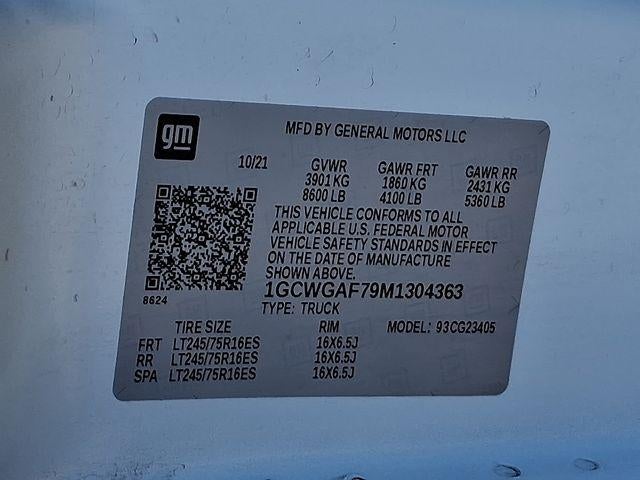 gm
MFD BY GENERAL MOTORS LLC
10/21 GVWR GAWR FRT GAWR RR
3901 KG 1860 KG 2431 KG
8600 LB 4100 LB 5360 LB
THIS VEHICLE CONFORMS TO ALL
APPLICABLE U.S. FEDERAL MOTOR
VEHICLE SAFETY STANDARDS IN EFFECT
ON THE DATE OF MANUFACTURE
SHOWN ABOVE.
8624
1GCWGAF79M1304363
TYPE: TRUCK
TIRE SIZE RIM MODEL: 93CG23405
FRT LT245/75R16ES 16X6.5J
RR LT245/75R16ES 16X6.5J
SPA LT245/75R16ES 16X6.5J